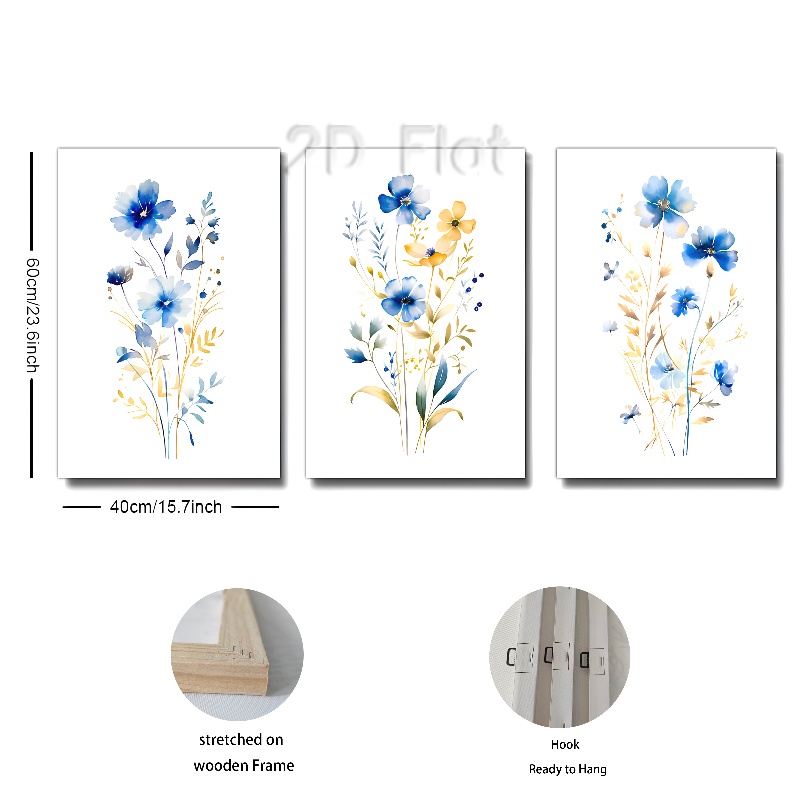 2D Flat
60cm/23.6inch
40cm/15.7inch
stretched on
wooden Frame
Hook
Ready to Hang